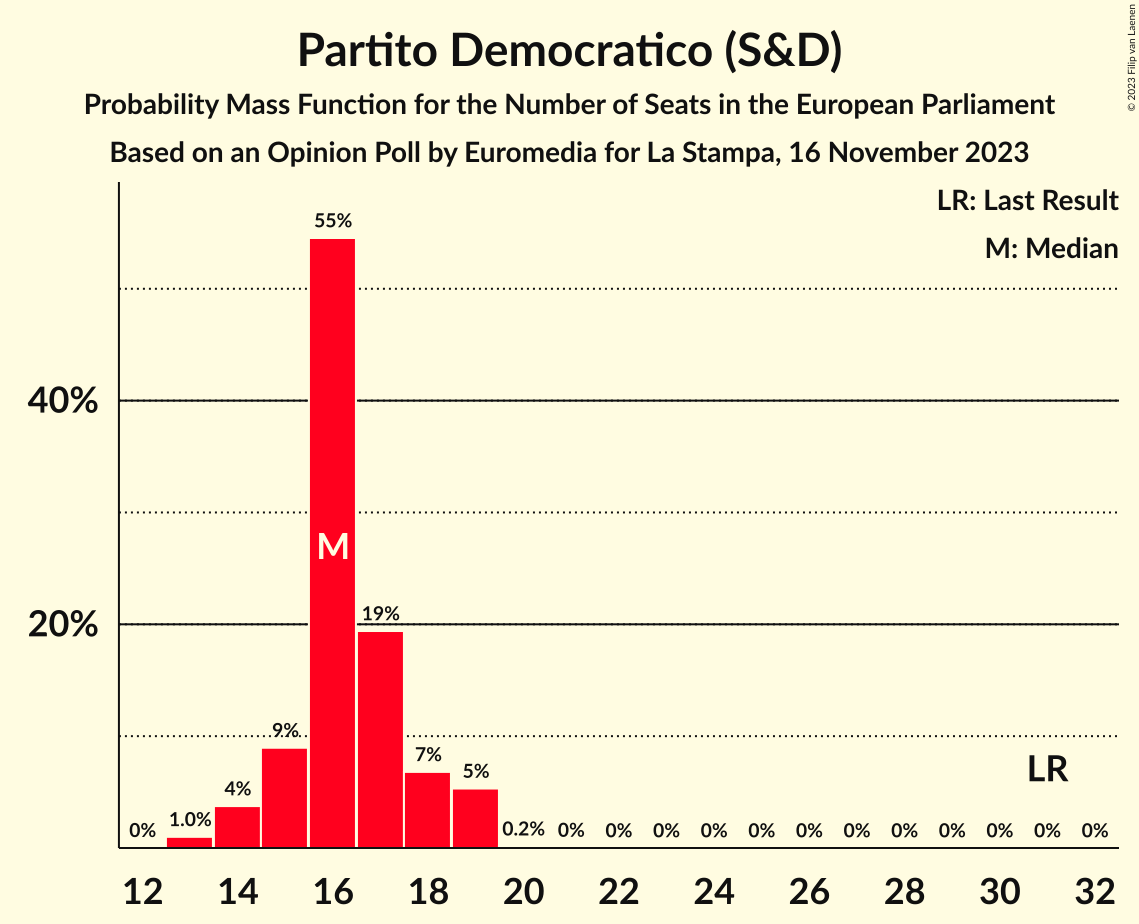 Partito Democratico (S&D)
Probability Mass Function for the Number of Seats in the European Parliament
Based on an Opinion Poll by Euromedia for La Stampa, 16 November 2023
© 2023 Filip van Laenen
LR: Last Result
M: Median
55%
40%
M
20%
19%
9%
7%
5%
4%
LR
0%
1.0%
0.2%
0%
0%
0%
0%
0%
0%
0%
0%
0%
0%
0%
0%
12 14 16 18 20 22 24 26 28 30 32